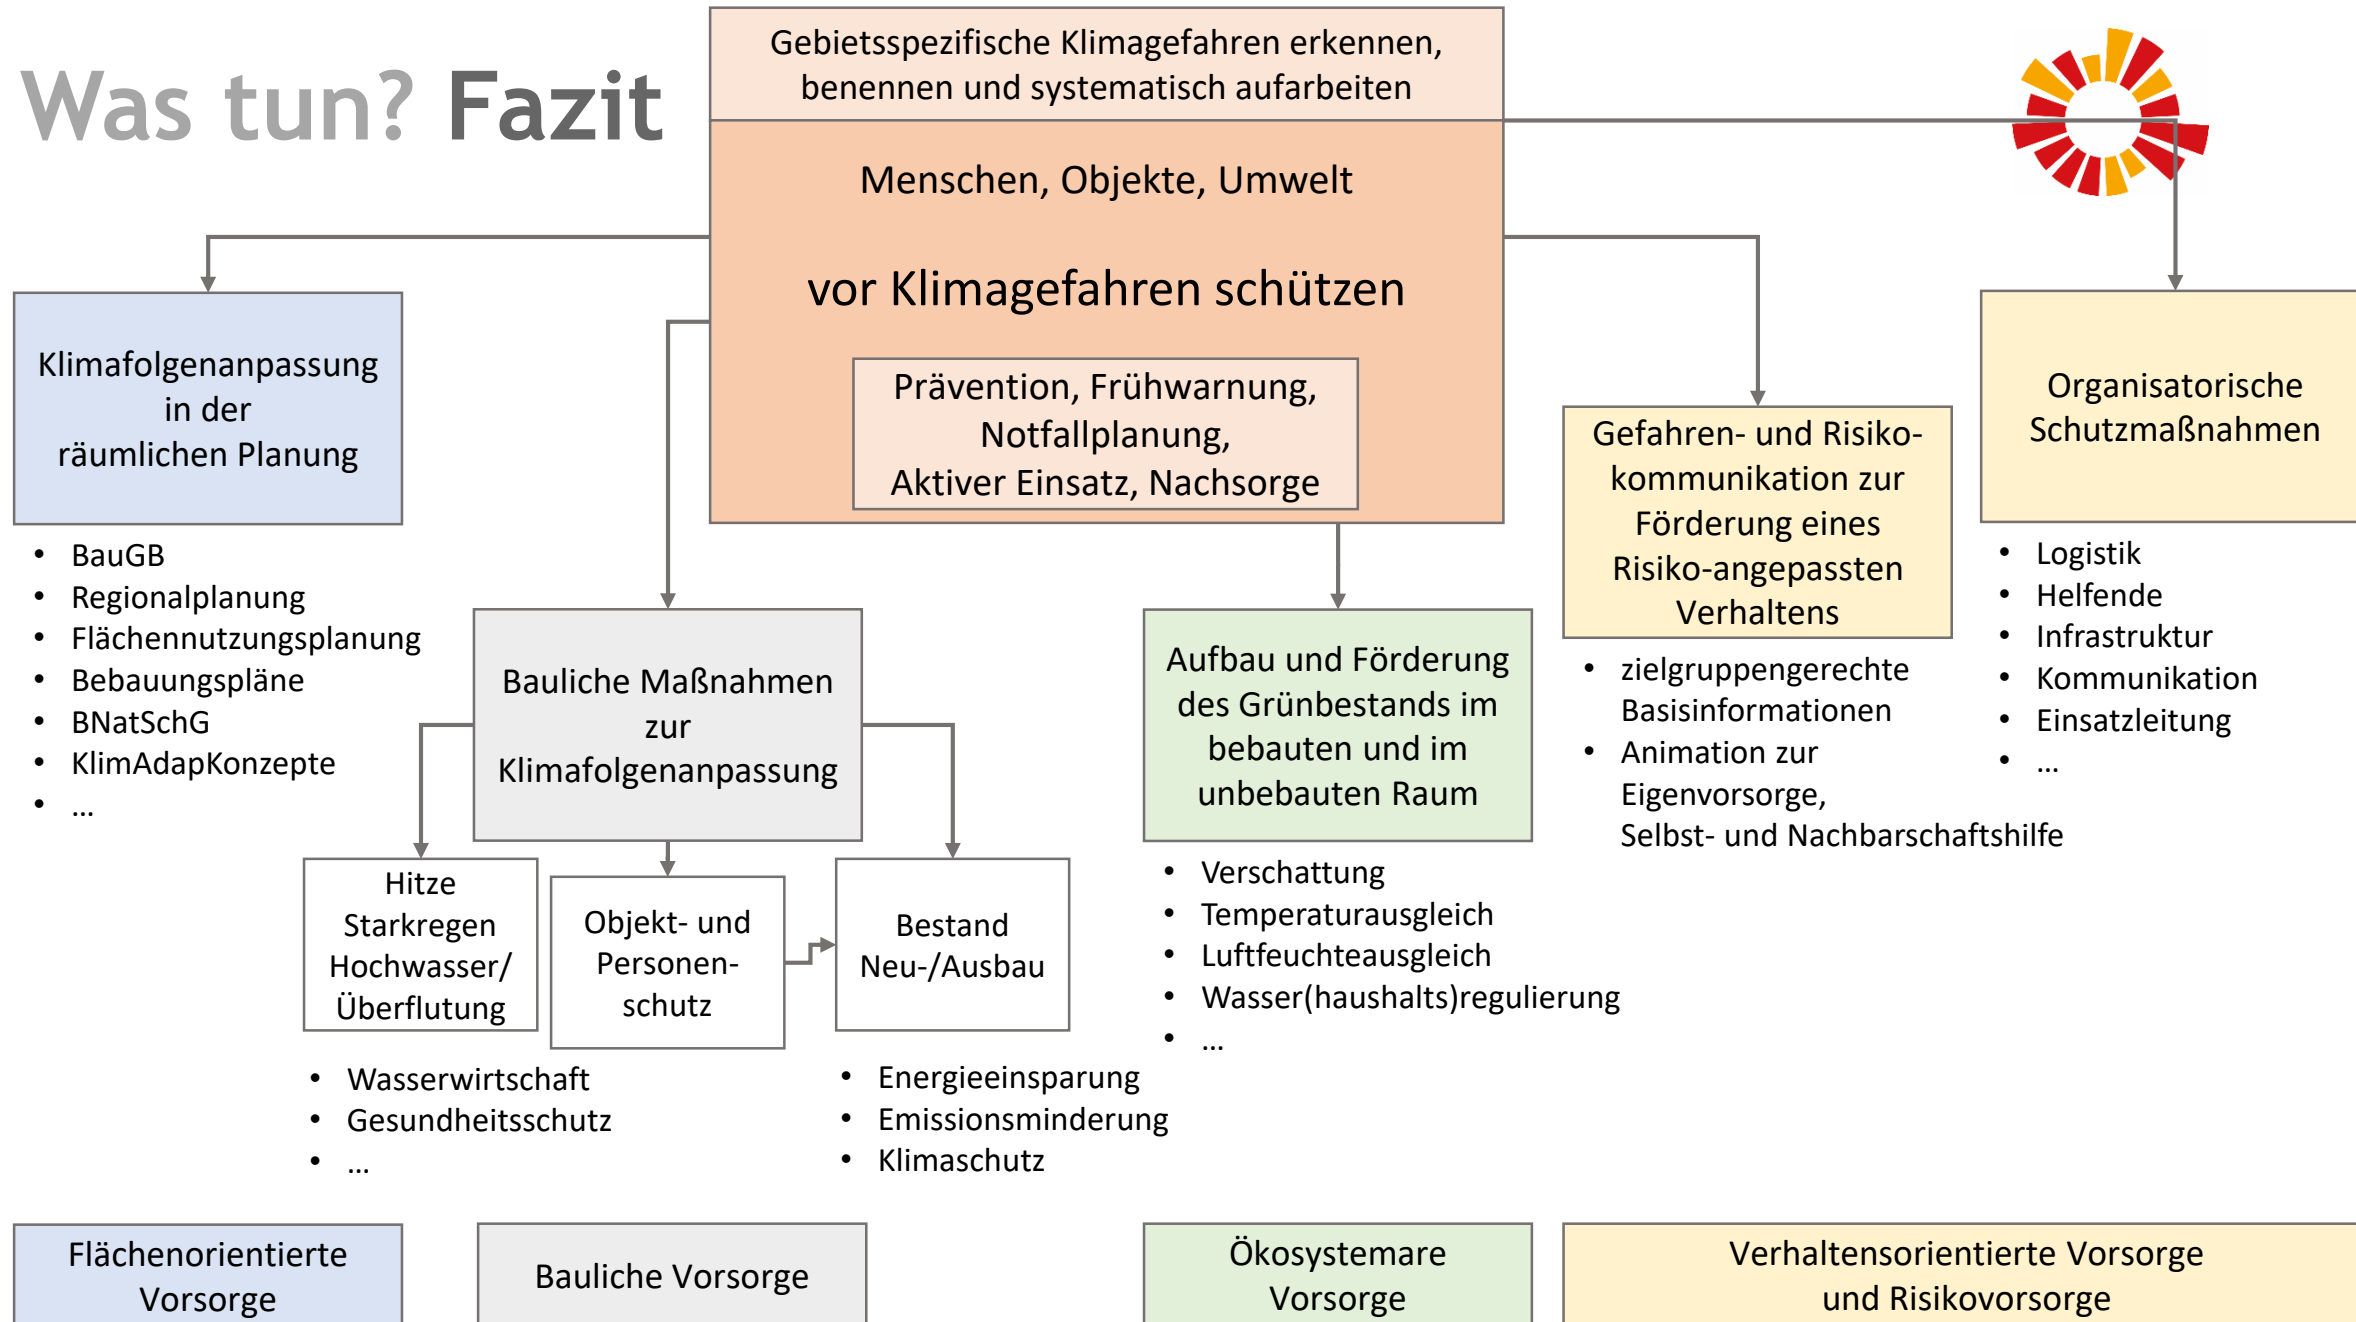 Was tun? Fazit
Gebietsspezifische Klimagefahren erkennen,
benennen und systematisch aufarbeiten
Menschen, Objekte, Umwelt
vor Klimagefahren schützen
Prävention, Frühwarnung,
Notfallplanung,
Aktiver Einsatz, Nachsorge
Klimafolgenanpassung
in der
räumlichen Planung
• BauGB
• Regionalplanung
• Flächennutzungsplanung
• Bebauungspläne
• BNatSchG
• KlimAdapKonzepte
• ...
Bauliche Maßnahmen
zur
Klimafolgenanpassung
Hitze
Starkregen
Hochwasser/
Überflutung
• Wasserwirtschaft
• Gesundheitsschutz
• ...
Objekt- und
Personen-
schutz
Bestand
Neu-/Ausbau
• Energieeinsparung
• Emissionsminderung
• Klimaschutz
Aufbau und Förderung
des Grünbestands im
bebauten und im
unbebauten Raum
• Verschattung
• Temperaturausgleich
• Luftfeuchteausgleich
• Wasser(haushalts)regulierung
• ...
Gefahren- und Risiko-
kommunikation zur
Förderung eines
Risiko-angepassten
Verhaltens
• zielgruppengerechte
Basisinformationen
• Animation zur
Eigenvorsorge,
Selbst- und Nachbarschaftshilfe
Organisatorische
Schutzmaßnahmen
• Logistik
• Helfende
• Infrastruktur
• Kommunikation
• Einsatzleitung
• ...
Flächenorientierte
Vorsorge
Bauliche Vorsorge
Ökosystemare
Vorsorge
Verhaltensorientierte Vorsorge
und Risikovorsorge